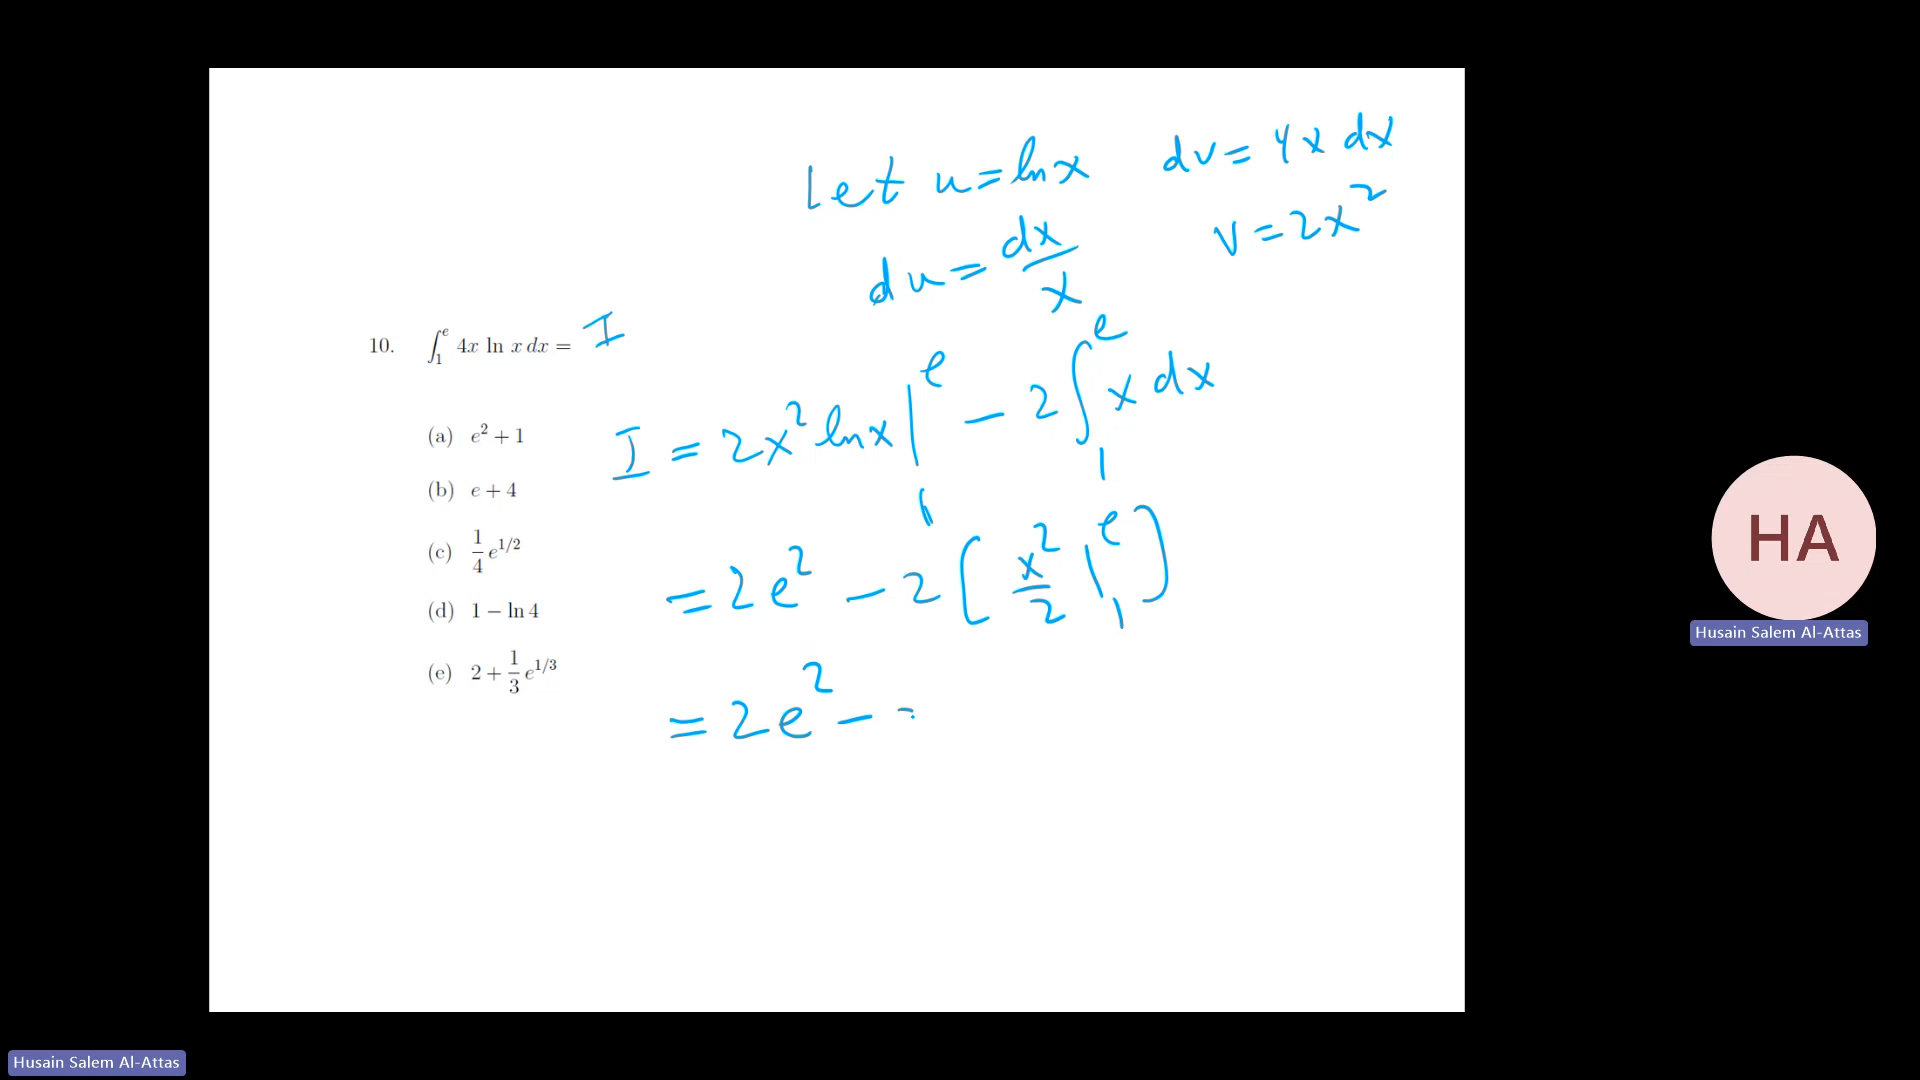 Let u = ln x dv = 4x dx
du = dx/x v = 2x²
10. ∫₁ᵉ 4x ln x dx = I
(a) e² + 1
(b) e + 4
(c) 1/4 e^{1/2}
(d) 1 − ln 4
(e) 2 + 1/3 e^{1/3}
I = 2x² ln x |₁ᵉ − 2 ∫₁ᵉ x dx
= 2e² − 2 [ x²/2 |₁ᵉ ]
= 2e² −
HA
Husain Salem Al-Attas
Husain Salem Al-Attas